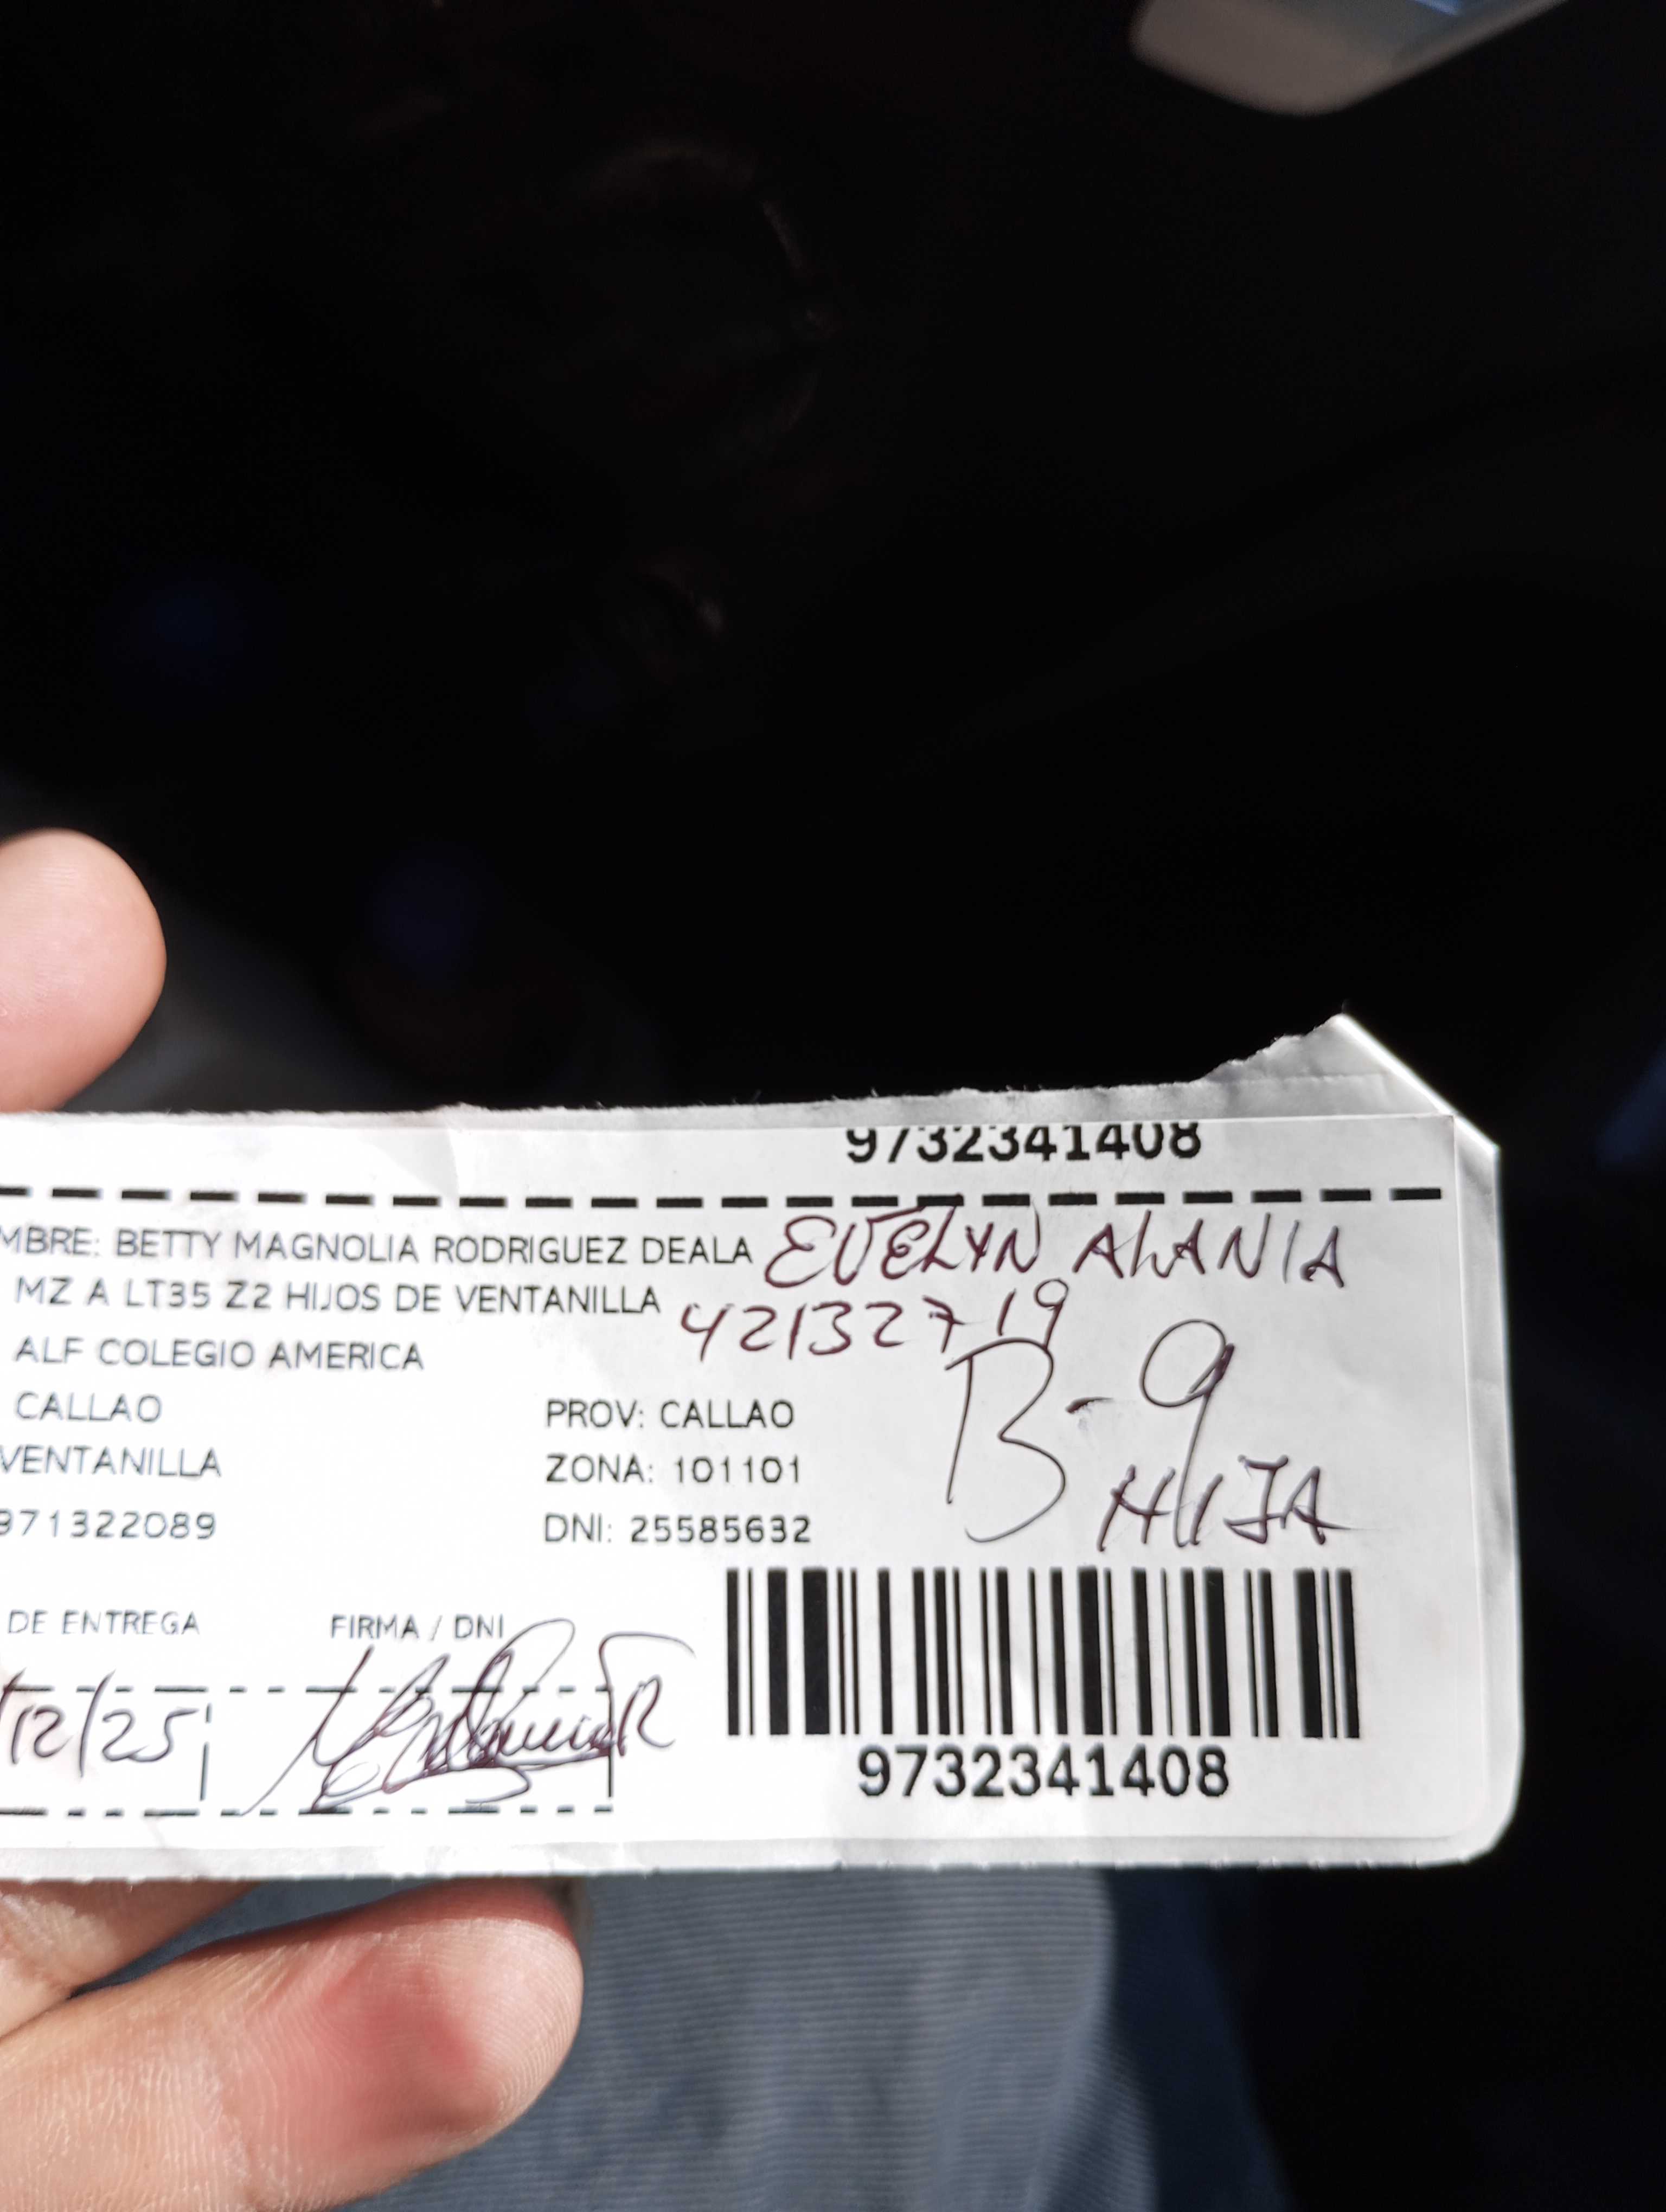 9732341408
MBRE: BETTY MAGNOLIA RODRIGUEZ DEALA EVELYN ALANIA
MZ A LT35 Z2 HIJOS DE VENTANILLA 42132719
ALF COLEGIO AMERICA
B-9
CALLAO PROV: CALLAO
VENTANILLA ZONA: 101101
HIJA
971322089 DNI: 25585632
DE ENTREGA FIRMA / DNI
/12/25
9732341408